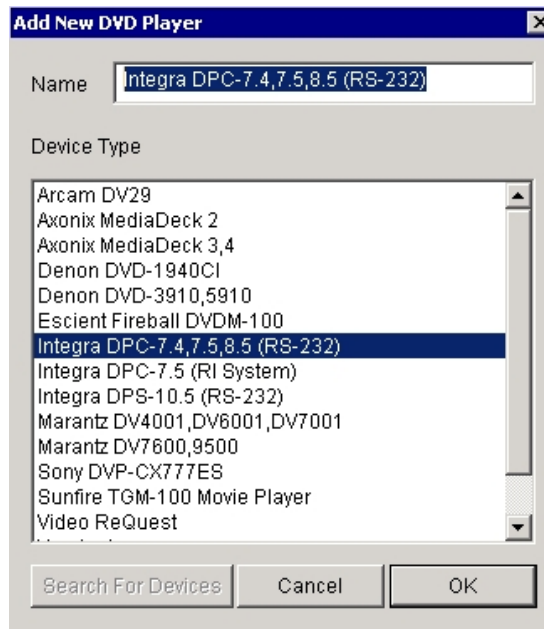 Add New DVD Player
Name Integra DPC-7.4,7.5,8.5 (RS-232)
Device Type
Arcam DV29
Axonix MediaDeck 2
Axonix MediaDeck 3,4
Denon DVD-1940CI
Denon DVD-3910,5910
Escient Fireball DVDM-100
Integra DPC-7.4,7.5,8.5 (RS-232)
Integra DPC-7.5 (RI System)
Integra DPS-10.5 (RS-232)
Marantz DV4001,DV6001,DV7001
Marantz DV7600,9500
Sony DVP-CX777ES
Sunfire TGM-100 Movie Player
Video ReQuest
Search For Devices Cancel OK